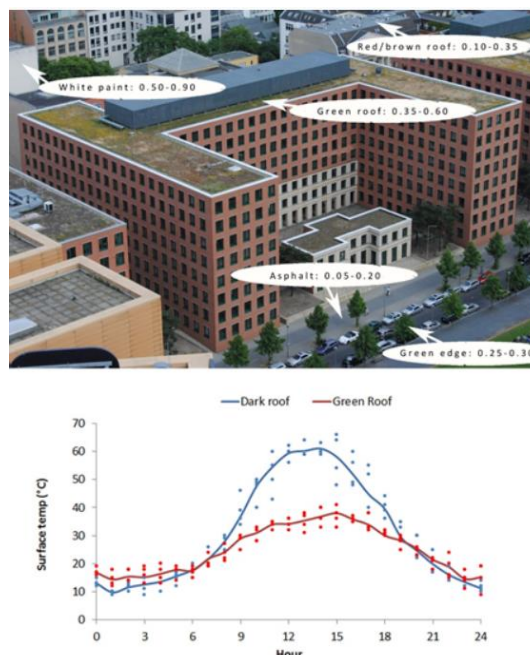 Red/brown roof: 0.10-0.35
White paint: 0.50-0.90
Green roof: 0.35-0.60
Asphalt: 0.05-0.20
Green edge: 0.25-0.30
Dark roof Green Roof
70
60
50
40
30
20
10
0
Surface temp (°C)
0 3 6 9 12 15 18 21 24
Hour